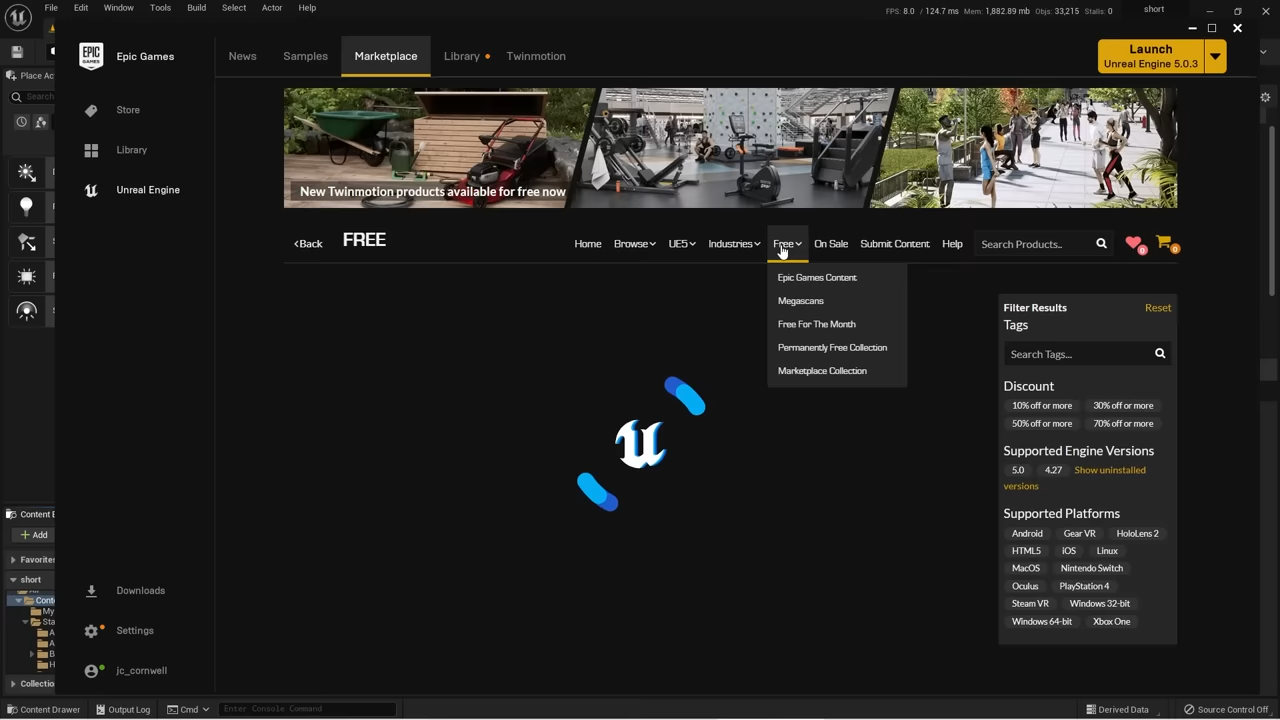 File Edit Window Tools Build Select Actor Help
FPS: 8.0 / 124.7 ms Mem: 1,882.89 mb Objs: 33,215 Stalls: 0
short
Place Ac
Search
EPIC GAMES
Epic Games
Store
Library
Unreal Engine
News Samples Marketplace Library Twinmotion
Launch
Unreal Engine 5.0.3
New Twinmotion products available for free now
Back FREE
Home Browse UE5 Industries Free On Sale Submit Content Help
Search Products..
0
0
Epic Games Content
Megascans
Free For The Month
Permanently Free Collection
Marketplace Collection
Filter Results Reset
Tags
Search Tags...
Discount
10% off or more 30% off or more
50% off or more 70% off or more
Supported Engine Versions
5.0 4.27 Show uninstalled
versions
Supported Platforms
Android Gear VR HoloLens 2
HTML5 iOS Linux
MacOS Nintendo Switch
Oculus PlayStation 4
Steam VR Windows 32-bit
Windows 64-bit Xbox One
Content
Add
Favorites
short
Conte
My
Sta
A
A
B
H
Collectio
Downloads
Settings
jc_cornwell
Content Drawer Output Log Cmd Enter Console Command
Derived Data Source Control Off